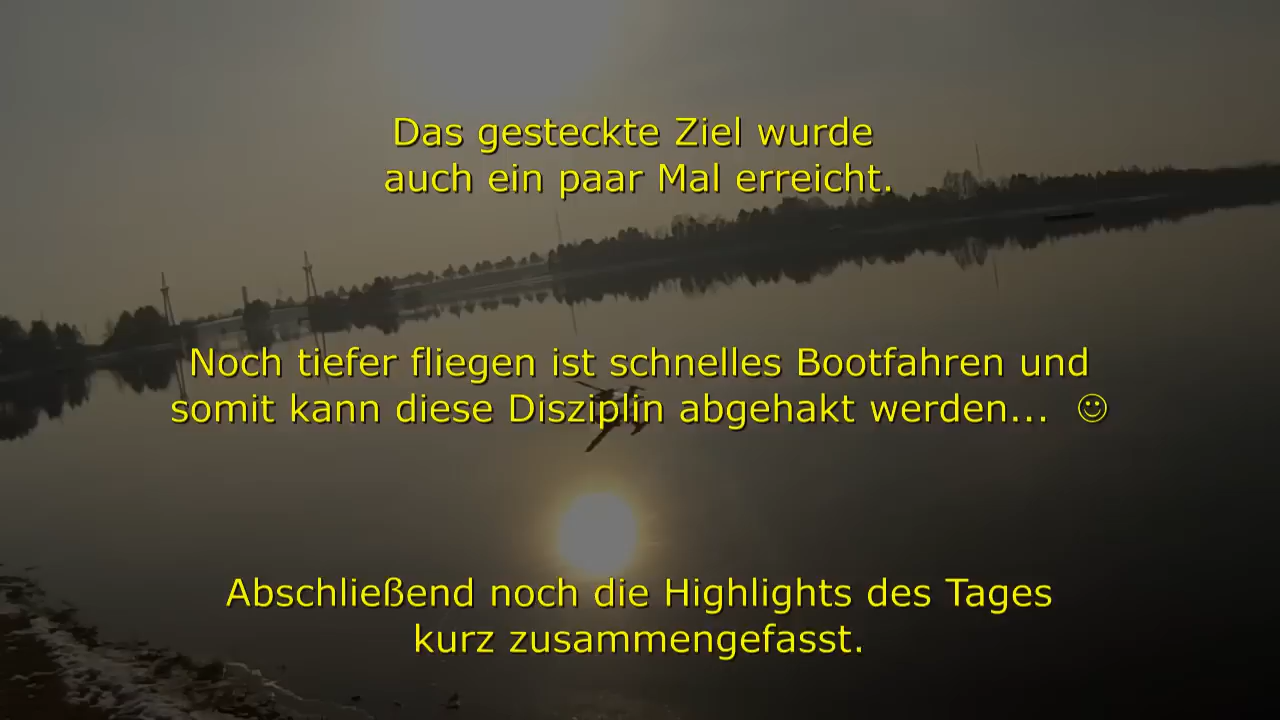 Das gesteckte Ziel wurde
auch ein paar Mal erreicht.
Noch tiefer fliegen ist schnelles Bootfahren und
somit kann diese Disziplin abgehakt werden... ☺
Abschließend noch die Highlights des Tages
kurz zusammengefasst.